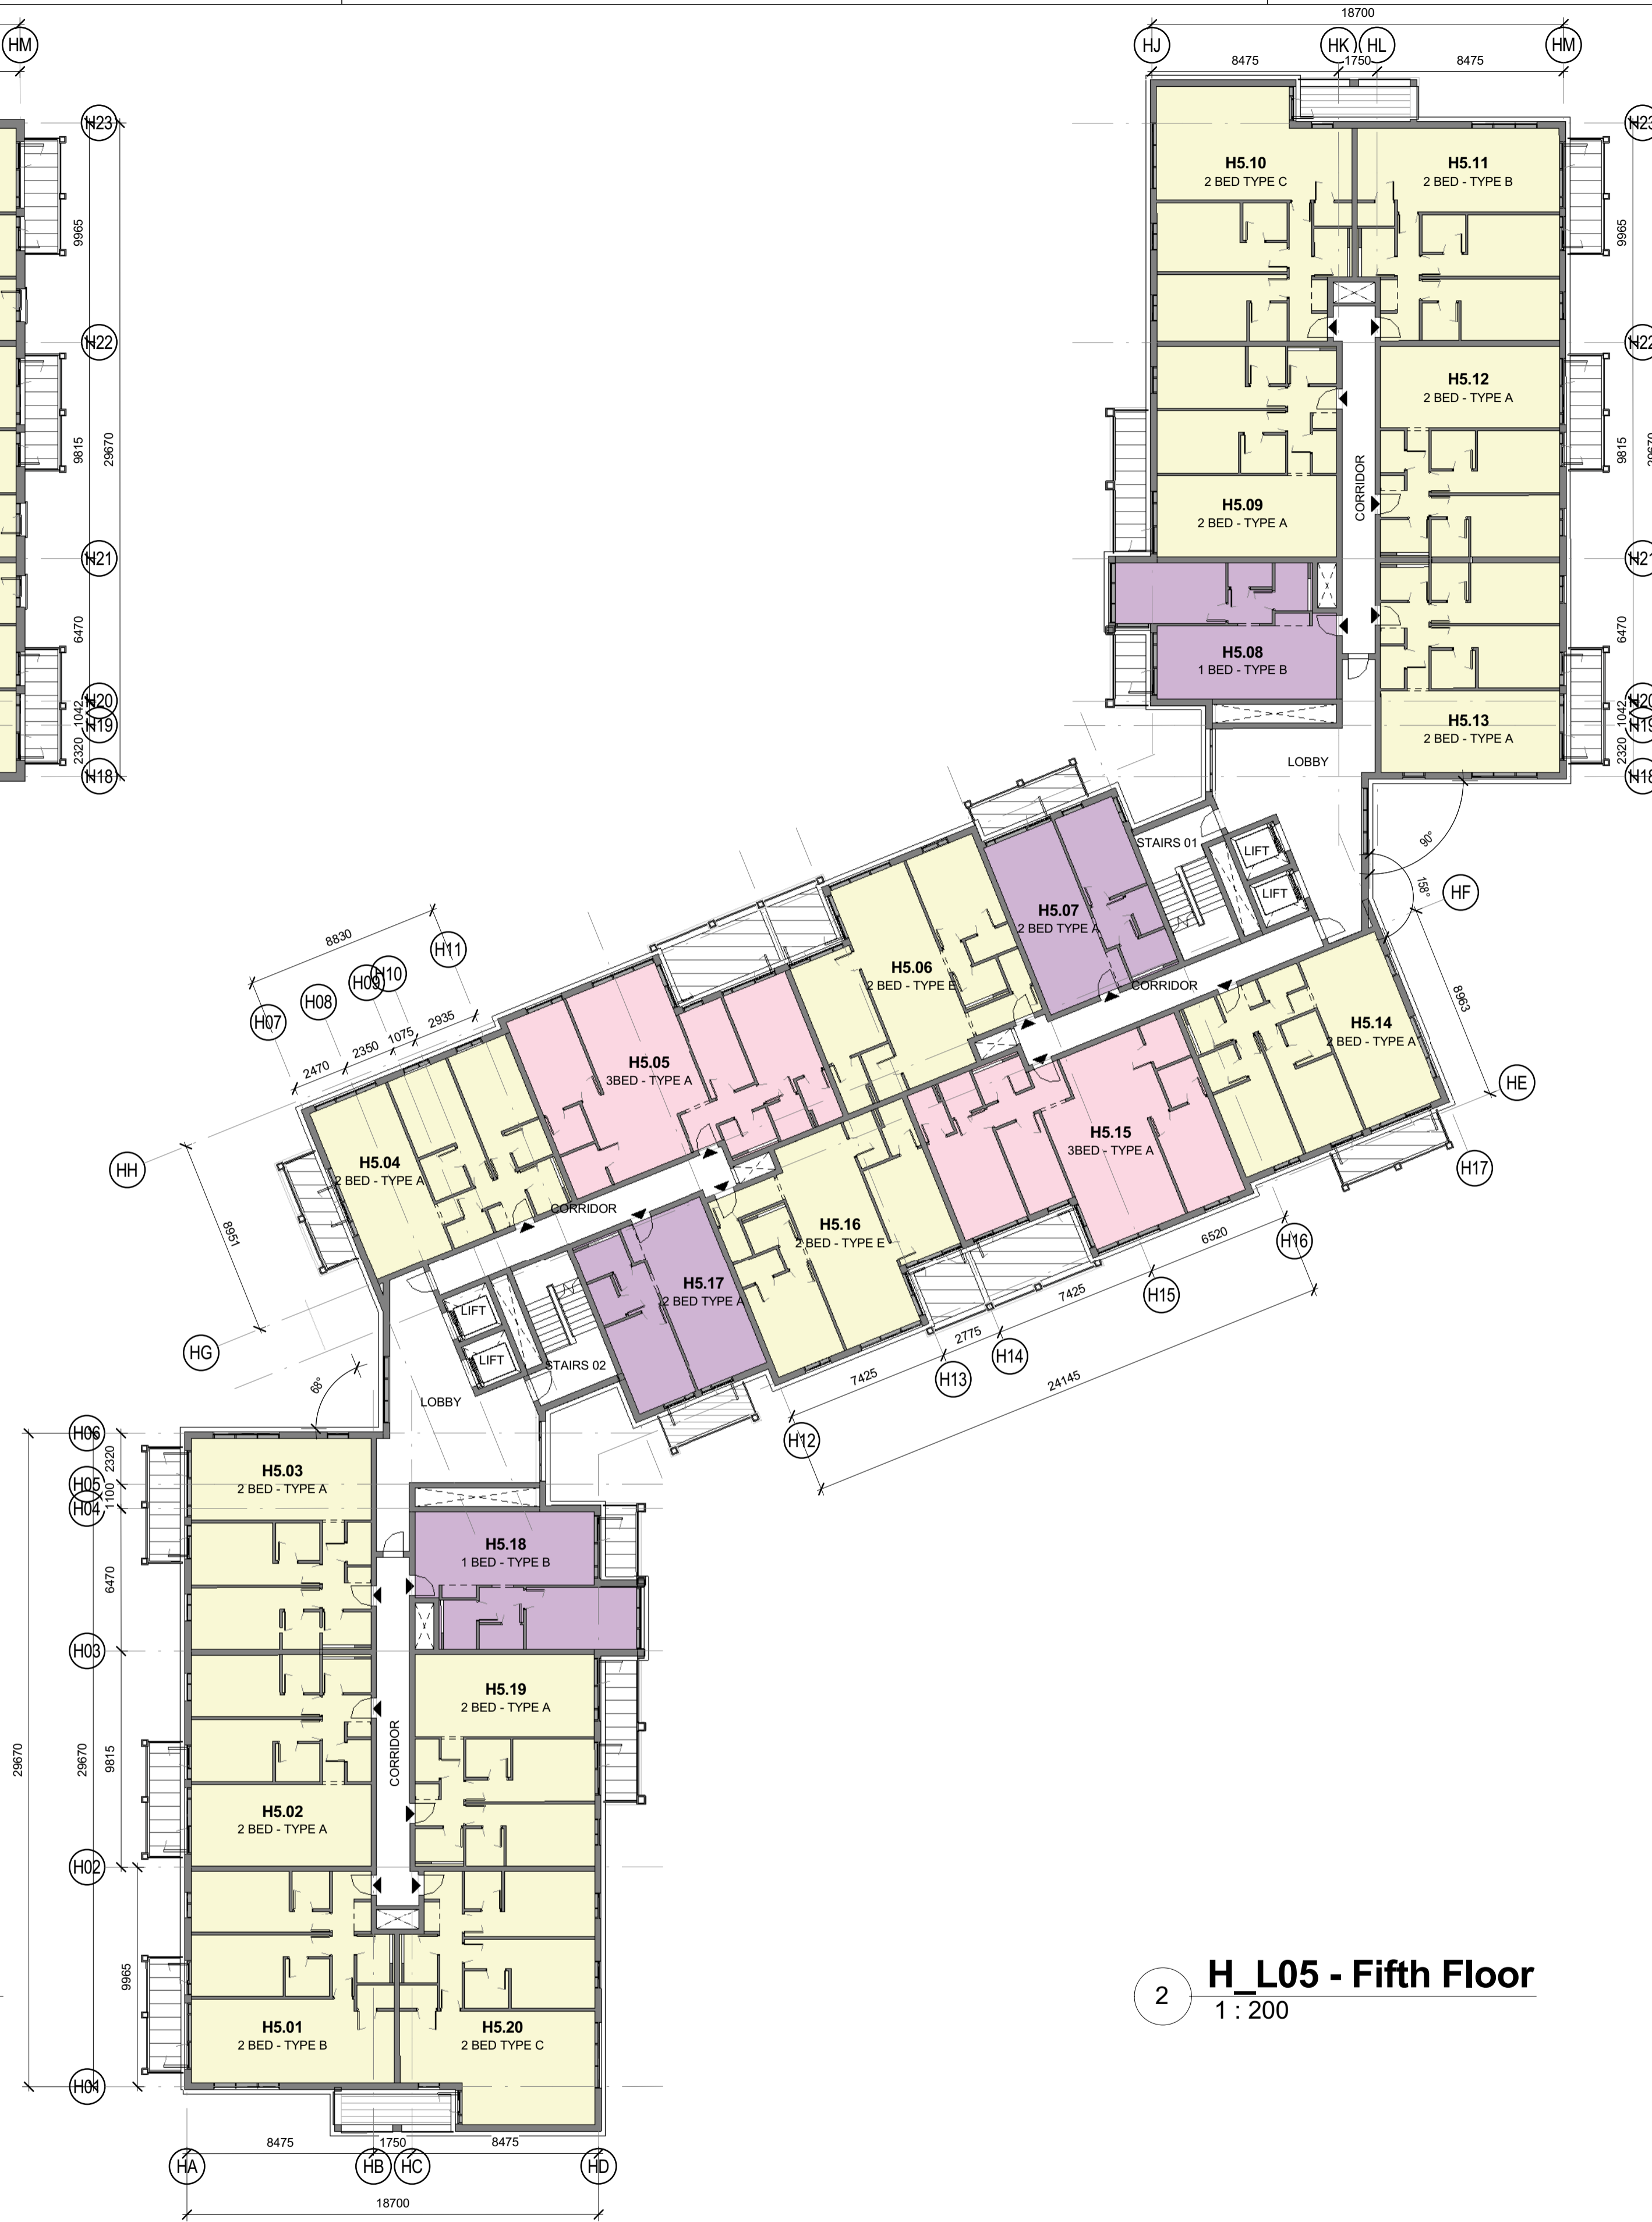 18700
HM
HJ
HK
HL
HM
8475
1750
8475
H23
H23
9965
9965
H5.10
2 BED TYPE C
H5.11
2 BED - TYPE B
H22
H22
H5.12
2 BED - TYPE A
9815
29670
9815
29670
CORRIDOR
H5.09
2 BED - TYPE A
H21
H21
6470
6470
H5.08
1 BED - TYPE B
H20
1042
H19
2320
H18
H20
1042
H19
2320
H18
H5.13
2 BED - TYPE A
LOBBY
STAIRS 01
LIFT
LIFT
90°
158°
HF
8963
HE
H17
8830
H11
H10
H09
H08
H07
2935
1075
2350
2470
H5.07
2 BED TYPE A
H5.06
2 BED - TYPE E
CORRIDOR
H5.14
2 BED - TYPE A
H5.05
3BED - TYPE A
H5.15
3BED - TYPE A
HH
H5.04
2 BED - TYPE A
8951
CORRIDOR
H5.16
2 BED - TYPE E
H5.17
2 BED TYPE A
6520
H16
7425
H15
2775
H14
7425
H13
24145
H12
HG
68°
LIFT
LIFT
STAIRS 02
LOBBY
H06
2320
H05
1100
H04
H5.03
2 BED - TYPE A
H5.18
1 BED - TYPE B
6470
H03
H5.19
2 BED - TYPE A
29670
29670
9815
CORRIDOR
H5.02
2 BED - TYPE A
H02
9965
H5.01
2 BED - TYPE B
H5.20
2 BED TYPE C
H01
8475
1750
8475
HA
HB
HC
HD
18700
2
H_L05 - Fifth Floor
1 : 200